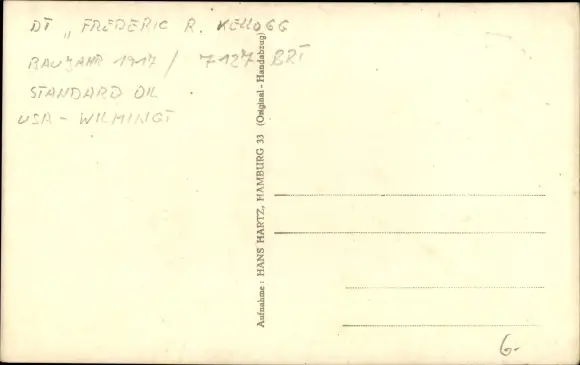 DT „ FREDERIC R. KELLOGG
BAUJAHR 1917 / 7127 BRT
STANDARD OIL
USA - WILMINGT
Aufnahme: HANS HARTZ, HAMBURG 33 (Original-Handabzug)
6.-